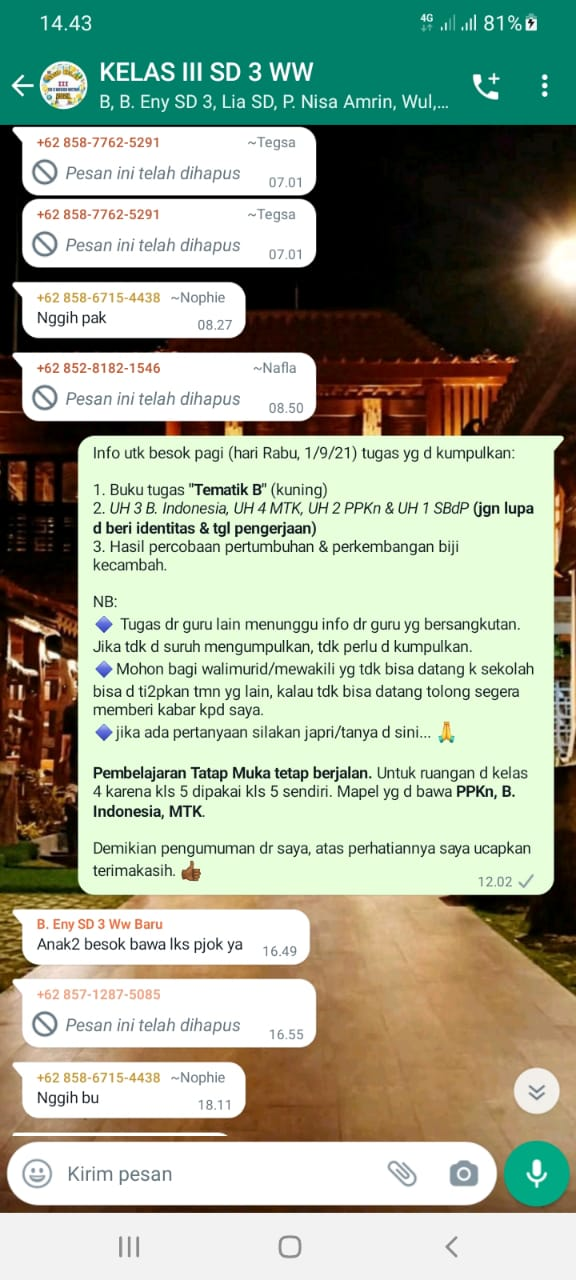 14.43
4G
81%
KELAS III SD 3 WW
B, B. Eny SD 3, Lia SD, P. Nisa Amrin, Wul,...
+62 858-7762-5291 ~Tegsa
Pesan ini telah dihapus 07.01
+62 858-7762-5291 ~Tegsa
Pesan ini telah dihapus 07.01
+62 858-6715-4438 ~Nophie
Nggih pak 08.27
+62 852-8182-1546 ~Nafla
Pesan ini telah dihapus 08.50
Info utk besok pagi (hari Rabu, 1/9/21) tugas yg d kumpulkan:
1. Buku tugas "Tematik B" (kuning)
2. UH 3 B. Indonesia, UH 4 MTK, UH 2 PPKn & UH 1 SBdP (jgn lupa
d beri identitas & tgl pengerjaan)
3. Hasil percobaan pertumbuhan & perkembangan biji
kecambah.
NB:
🔷 Tugas dr guru lain menunggu info dr guru yg bersangkutan.
Jika tdk d suruh mengumpulkan, tdk perlu d kumpulkan.
🔷 Mohon bagi walimurid/mewakili yg tdk bisa datang k sekolah
bisa d ti2pkan tmn yg lain, kalau tdk bisa datang tolong segera
memberi kabar kpd saya.
🔷 jika ada pertanyaan silakan japri/tanya d sini... 🙏
Pembelajaran Tatap Muka tetap berjalan. Untuk ruangan d kelas
4 karena kls 5 dipakai kls 5 sendiri. Mapel yg d bawa PPKn, B.
Indonesia, MTK.
Demikian pengumuman dr saya, atas perhatiannya saya ucapkan
terimakasih. 👍🏾
12.02
B. Eny SD 3 Ww Baru
Anak2 besok bawa lks pjok ya 16.49
+62 857-1287-5085
Pesan ini telah dihapus 16.55
+62 858-6715-4438 ~Nophie
Nggih bu 18.11
Kirim pesan